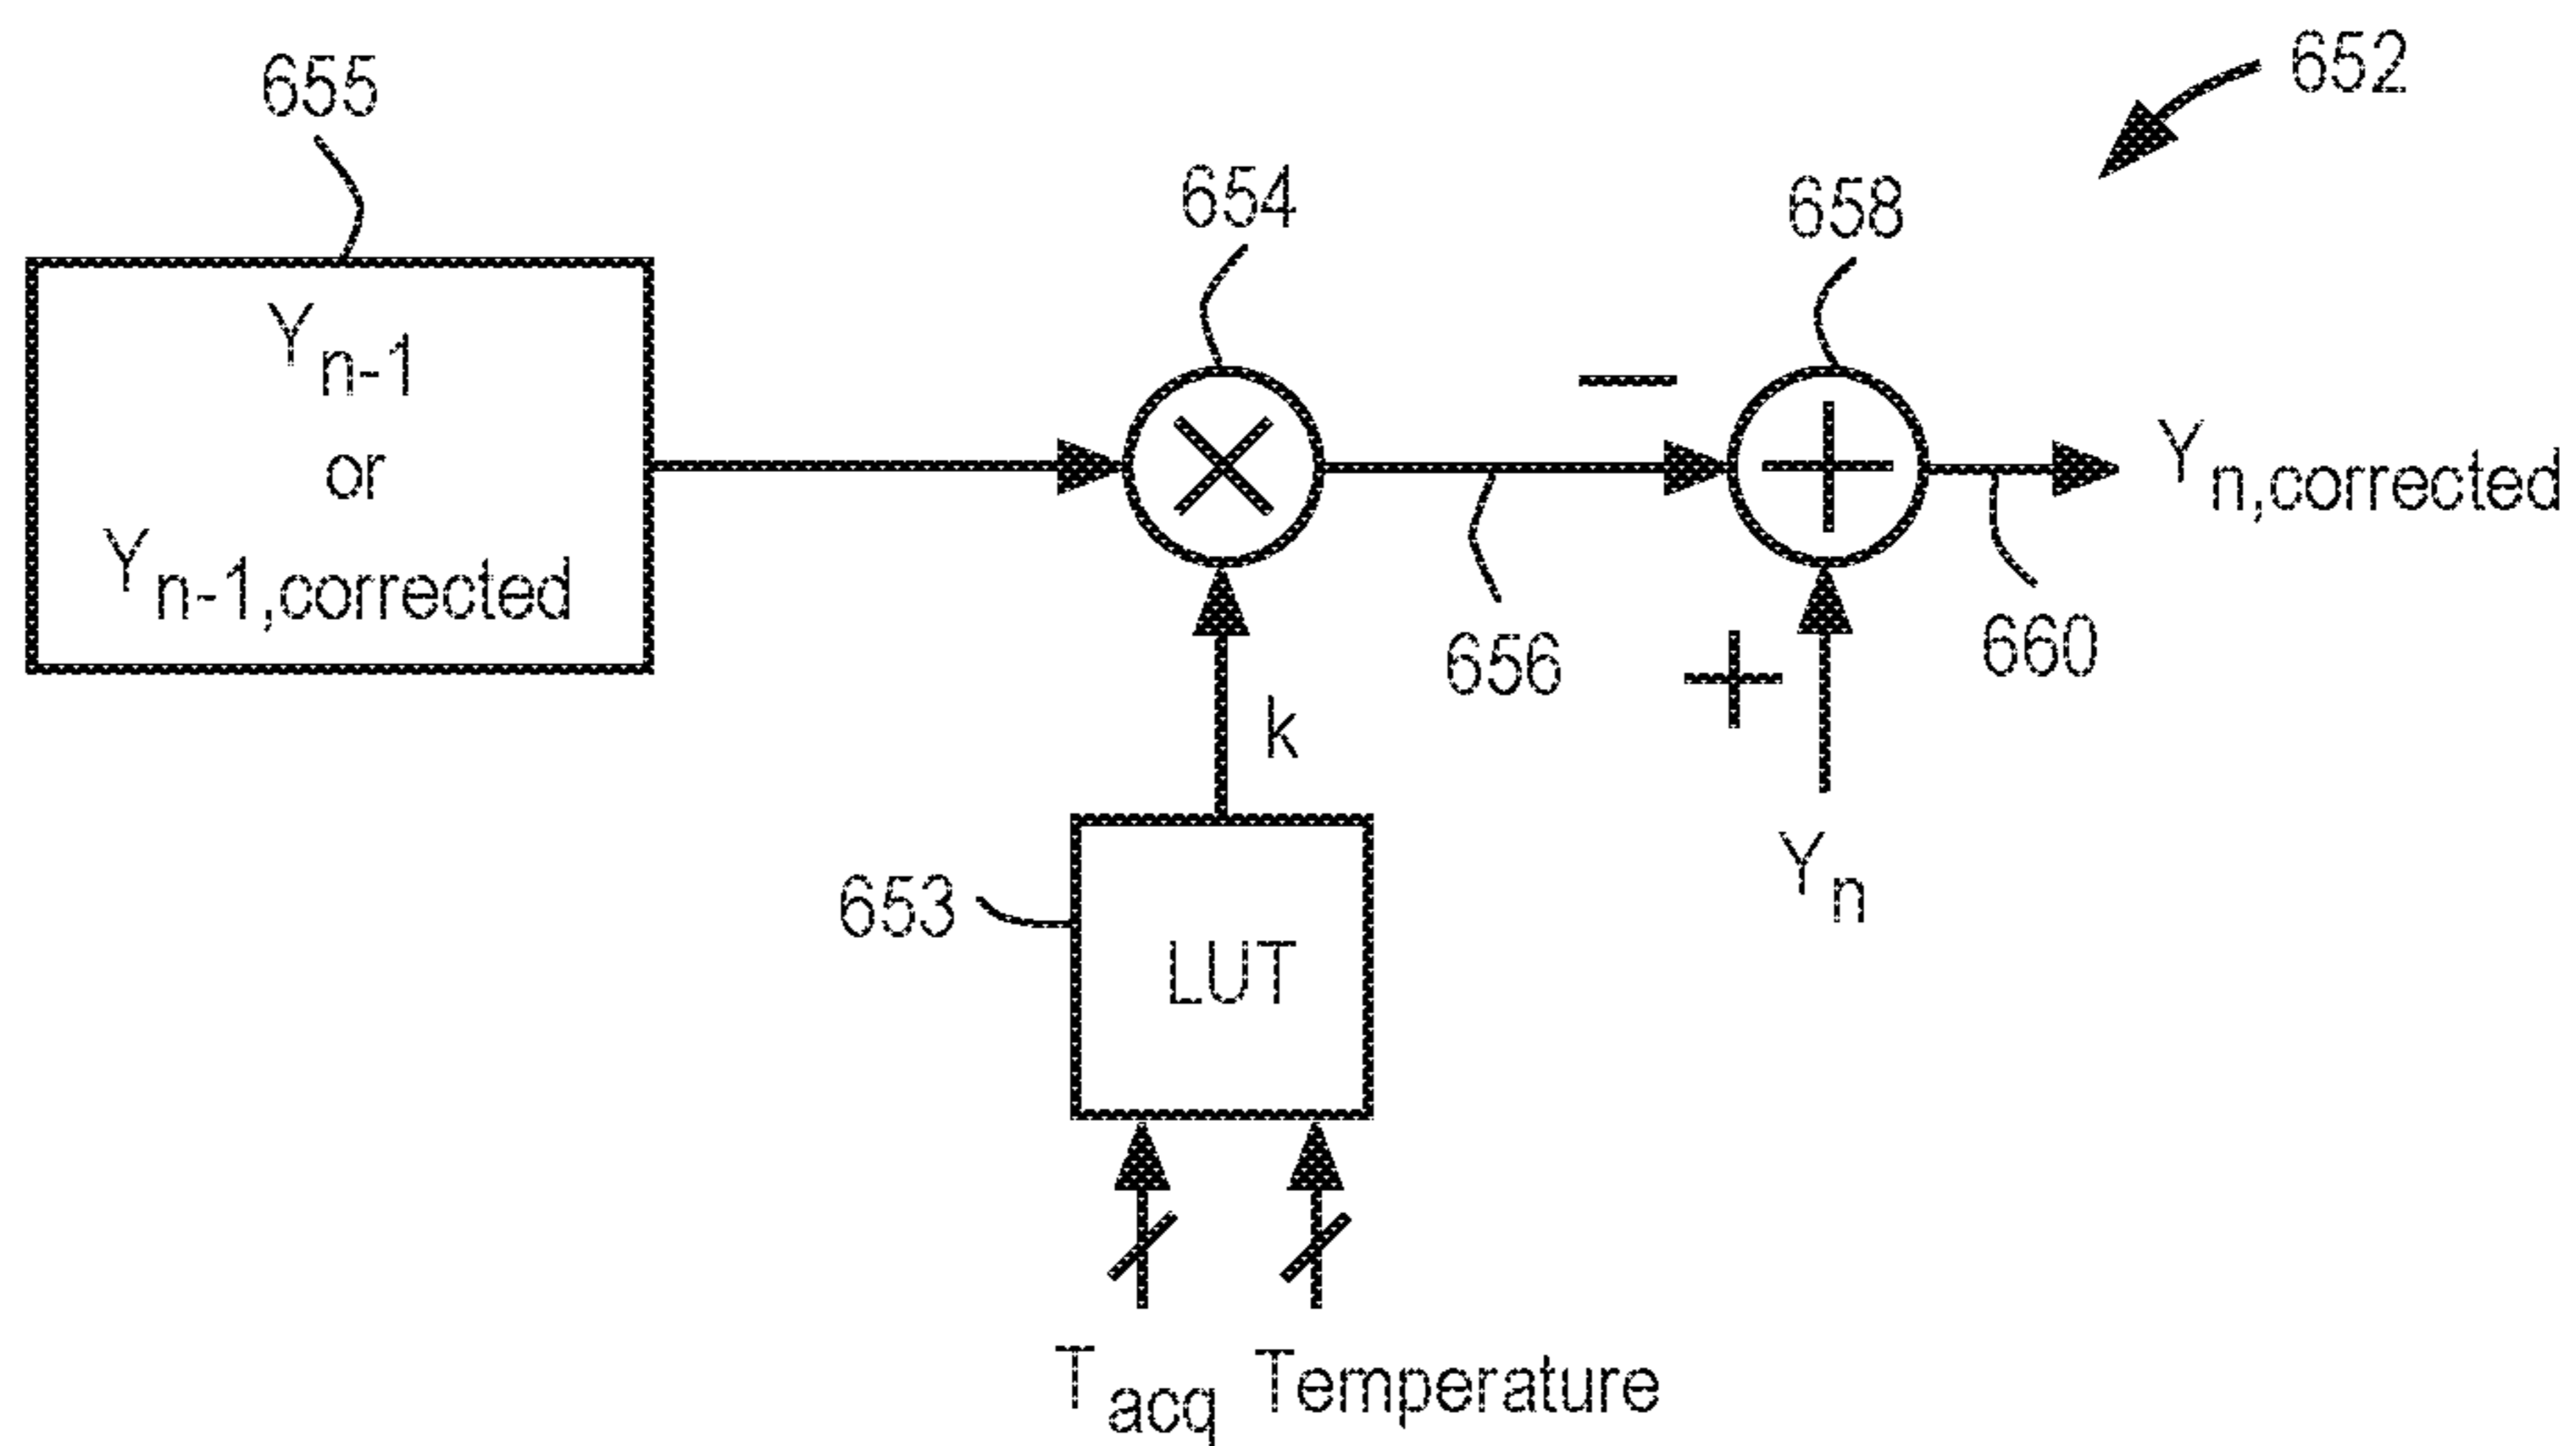 652
655
654
658
Yn-1
or
Yn-1,corrected
−
Yn,corrected
656
660
+
k
Yn
653
LUT
Tacq Temperature